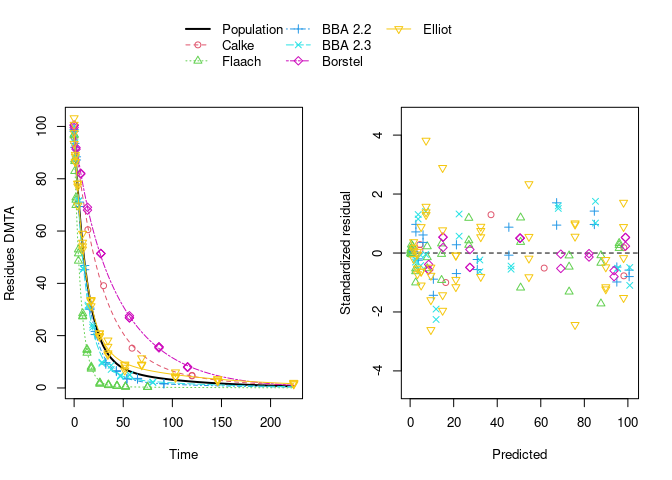 Population BBA 2.2 Elliot
Calke BBA 2.3
Flaach Borstel
Residues DMTA
0 20 40 60 80 100
0 50 100 150 200
Time
Standardized residual
-4 -2 0 2 4
0 20 40 60 80 100
Predicted